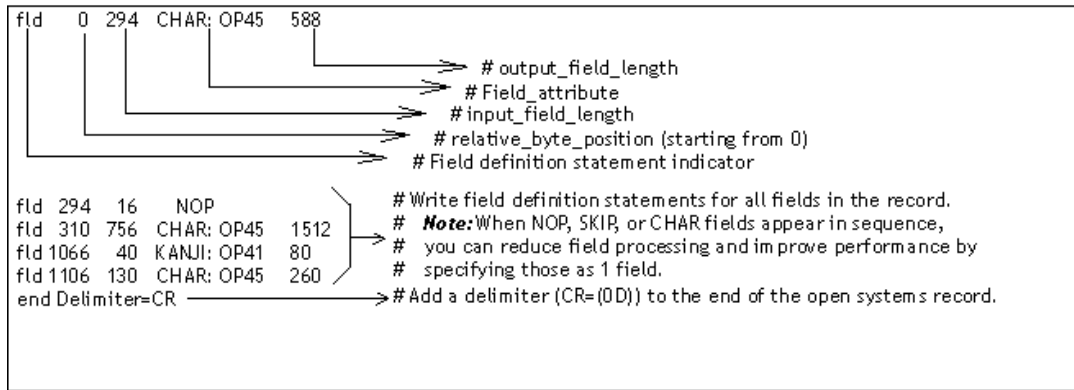 fld 0 294 CHAR: OP45 588
# output_field_length
# Field_attribute
# input_field_length
# relative_byte_position (starting from 0)
# Field definition statement indicator
# Write field definition statements for all fields in the record.
fld 294 16 NOP
# Note: When NOP, SKIP, or CHAR fields appear in sequence,
fld 310 756 CHAR: OP45 1512
# you can reduce field processing and improve performance by
fld 1066 40 KANJI: OP41 80
# specifying those as 1 field.
fld 1106 130 CHAR: OP45 260
end Delimiter=CR
# Add a delimiter (CR=(0D)) to the end of the open systems record.